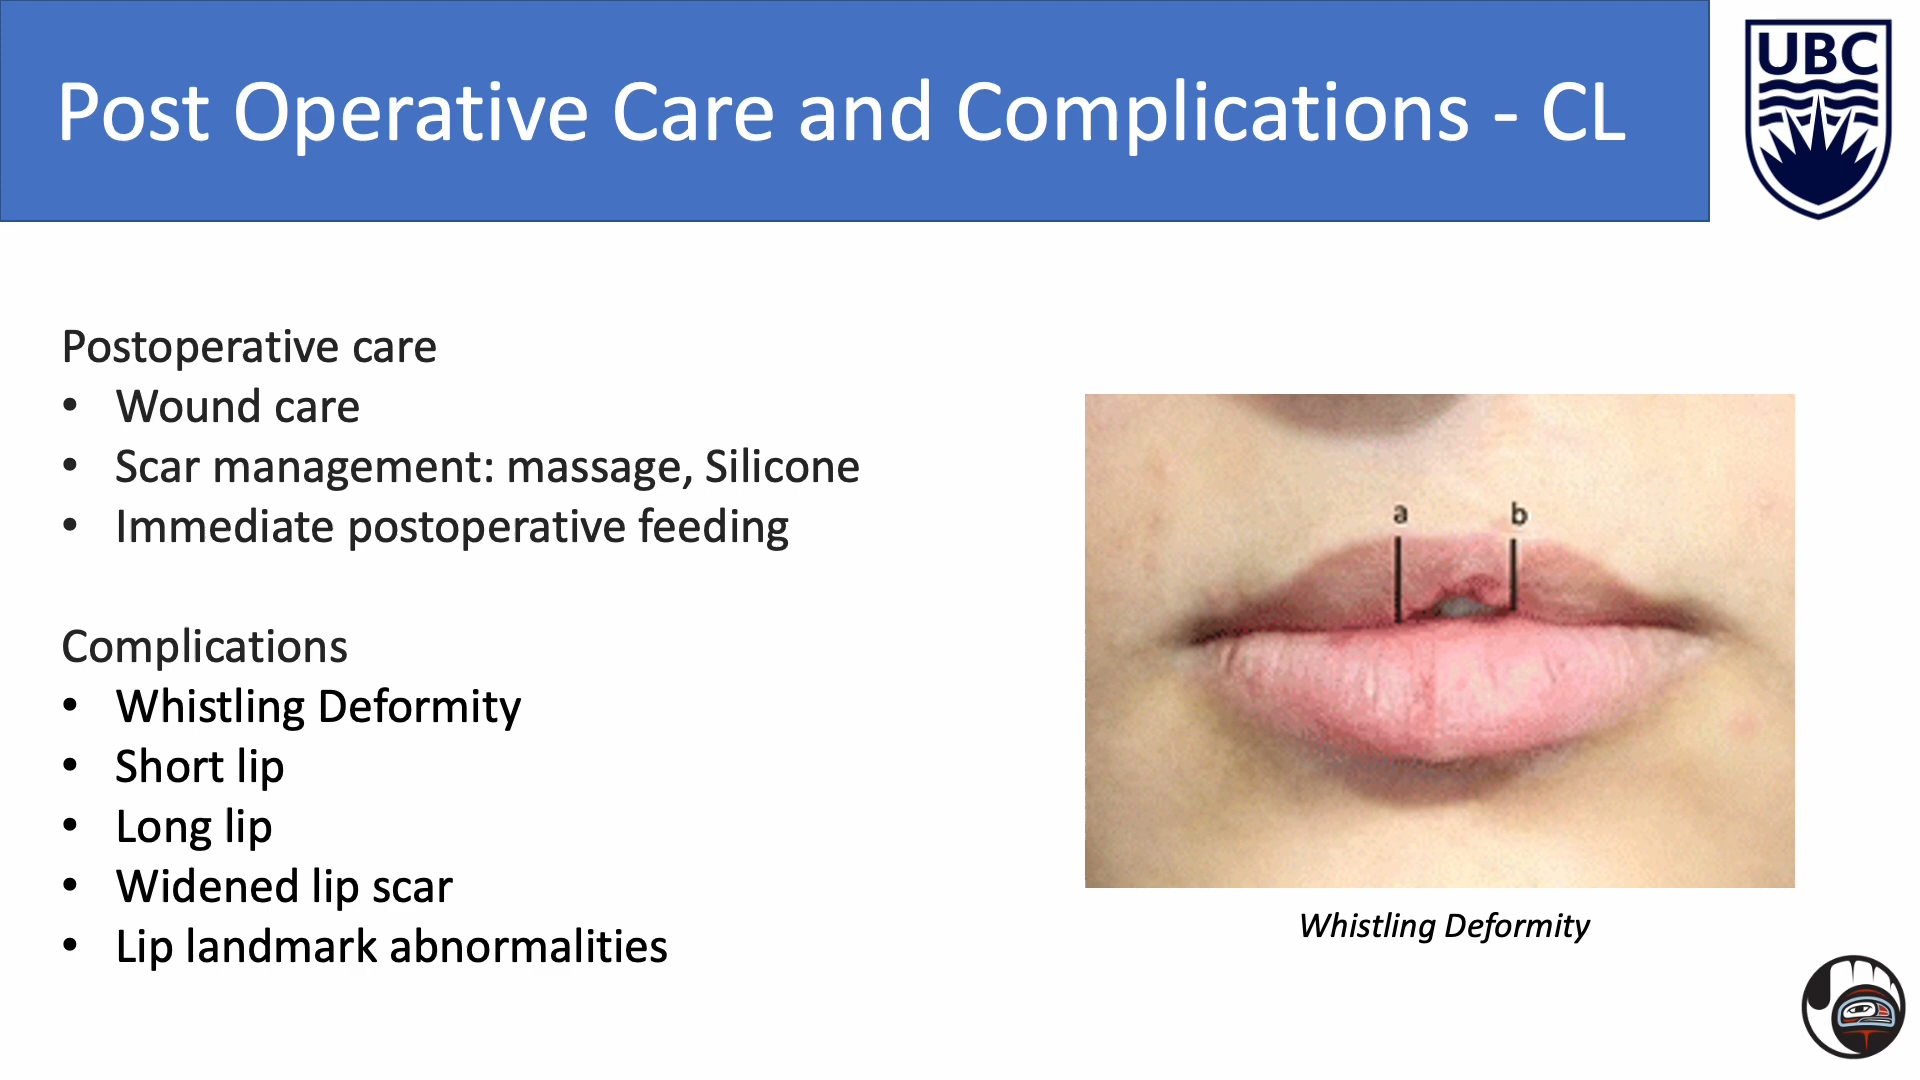 Post Operative Care and Complications - CL
UBC
Postoperative care
• Wound care
• Scar management: massage, Silicone
• Immediate postoperative feeding
Complications
• Whistling Deformity
• Short lip
• Long lip
• Widened lip scar
• Lip landmark abnormalities
a b
Whistling Deformity